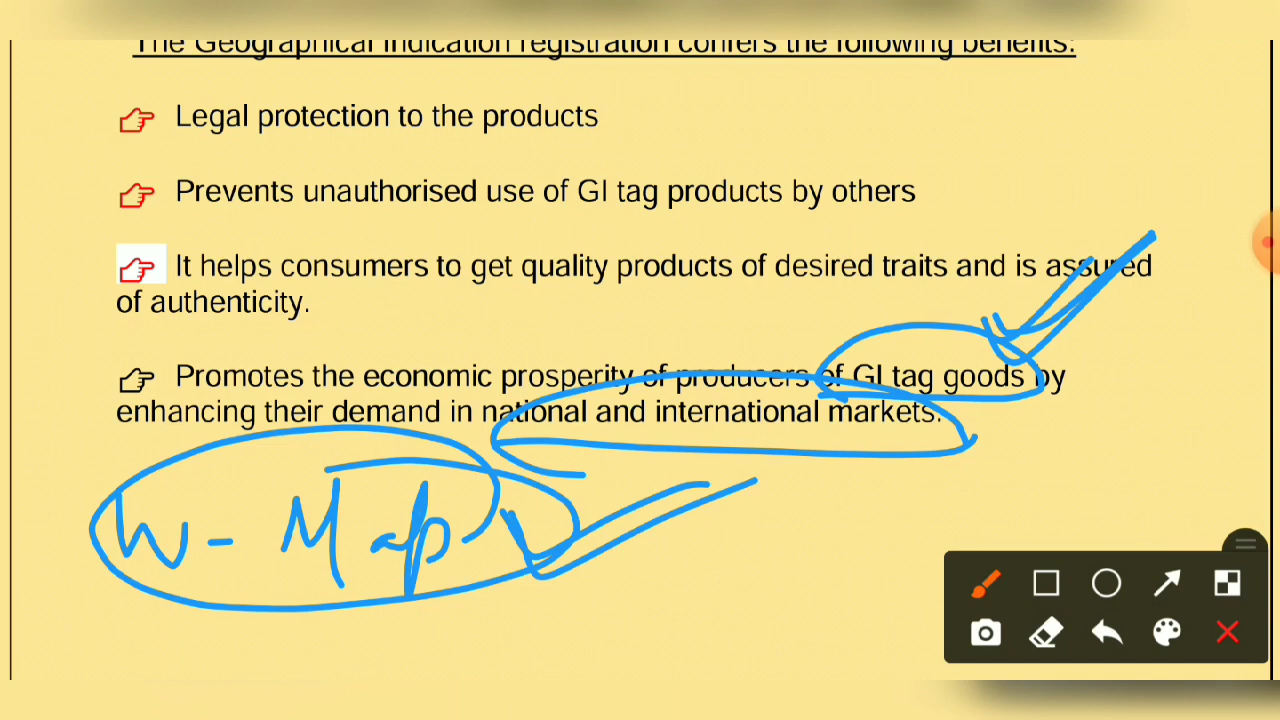 The Geographical Indication registration confers the following benefits:
Legal protection to the products
Prevents unauthorised use of GI tag products by others
It helps consumers to get quality products of desired traits and is assured
of authenticity.
Promotes the economic prosperity of producers of GI tag goods by
enhancing their demand in national and international markets.
W - Map